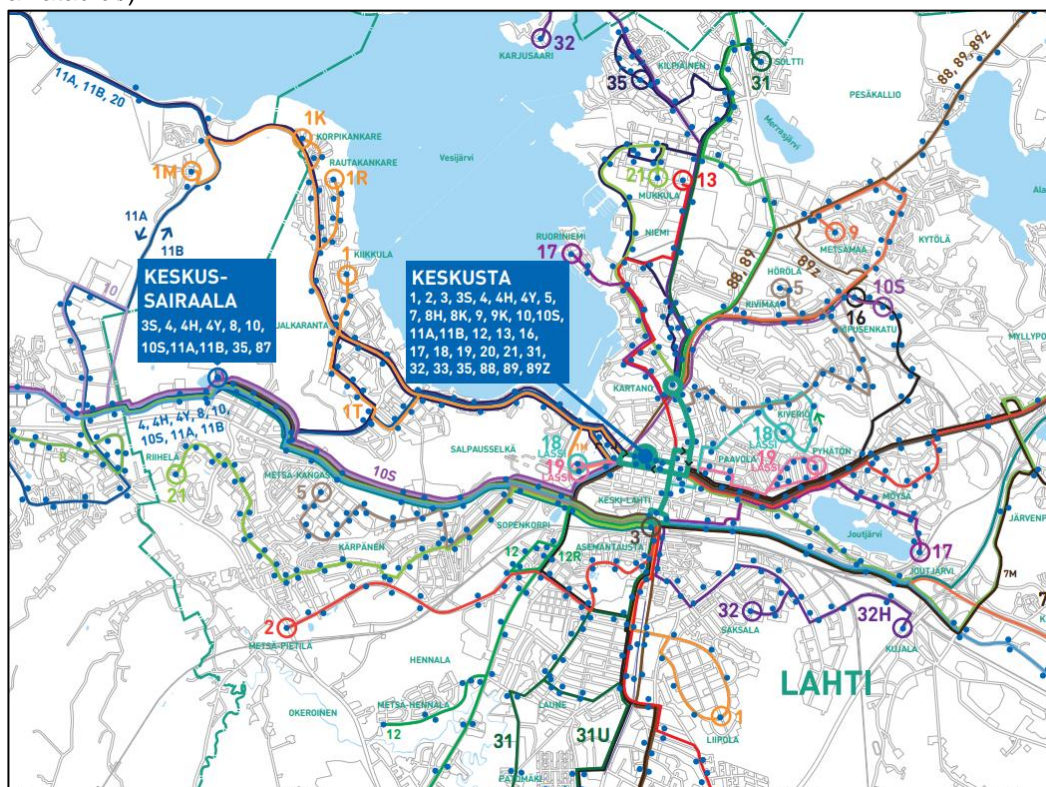 32
KARJUSAARI
KILPIÄINEN
35
SOLTTI
31
88, 89, 89z
PESÄKALLIO
11A, 11B, 20
1K
KORPIKANKARE
RAUTAKANKARE
1R
1M
Vesijärvi
Merrasjärvi
21
MUKKULA
13
NIEMI
RUORINIEMI
17
11A
11B
10
1
KIIKKULA
JALKARANTA
88, 89
89z
9
METSÄMAA
KYTÖLÄ
HÖRÖLÄ
5
KIVIMAA
10S
16
KESKUS-
SAIRAALA
3S, 4, 4H, 4Y, 8, 10,
10S,11A,11B, 35, 87
KESKUSTA
1, 2, 3, 3S, 4, 4H, 4Y, 5,
7, 8H, 8K, 9, 9K, 10,10S,
11A,11B, 12, 13, 16,
17, 18, 19, 20, 21, 31,
32, 33, 35, 88, 89, 89Z
KARTANO
1T
4, 4H, 4Y, 8, 10,
10S, 11A, 11B
8
RIIHELÄ
21
METSÄ-KANGAS
5
10S
SALPAUSSELKÄ
18
LASSI
1M
19
LASSI
KIVERIÖ
18
LASSI
19
LASSI
PYHÄTÖN
PAAVOLA
MÖYSÄ
KESKI-LAHTI
Joutjärvi
17
JOUTJÄRVI
7M
KÄRPÄNEN
SOPENKORPI
12
12R
ASEMANTAUSTA
3
2
METSÄ-PIETILÄ
32
SAKSALA
32H
KUJALA
HENNALA
METSÄ-HENNALA
12
OKEROINEN
LAUNE
31
31U
PATOMÄKI
1
LIIPOLA
LAHTI